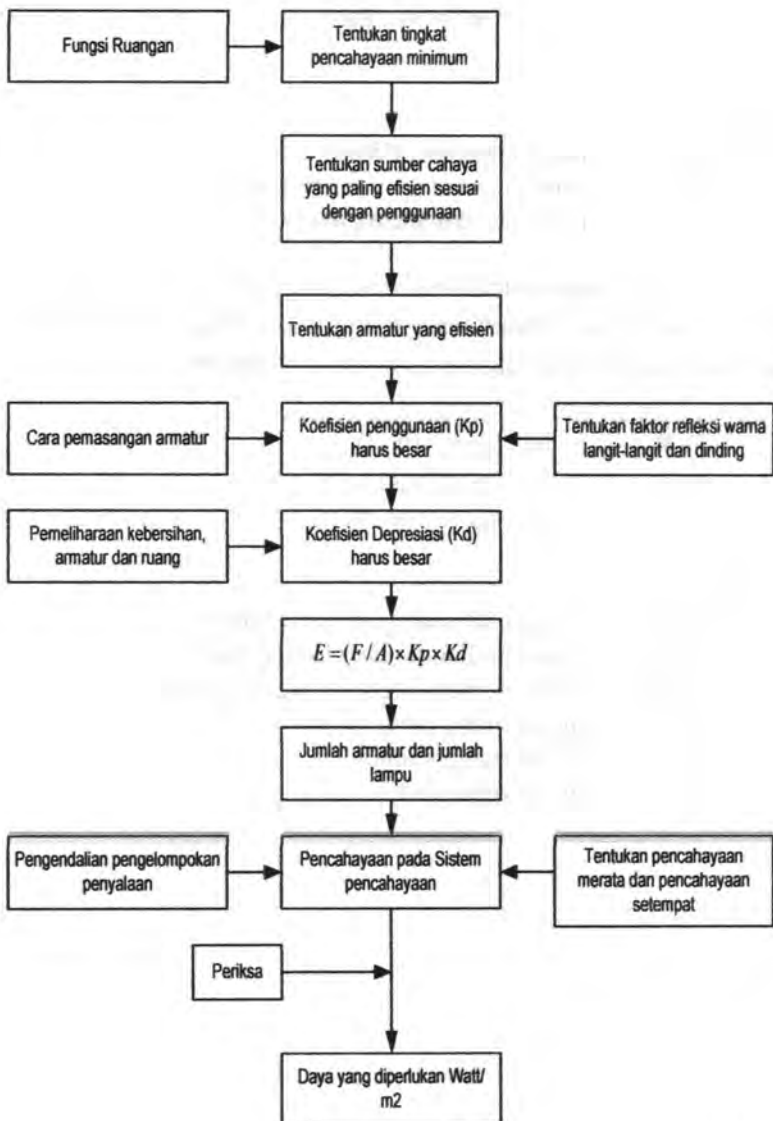 Fungsi Ruangan
Tentukan tingkat
pencahayaan minimum
Tentukan sumber cahaya
yang paling efisien sesuai
dengan penggunaan
Tentukan armatur yang efisien
Cara pemasangan armatur
Koefisien penggunaan (Kp)
harus besar
Tentukan faktor refleksi warna
langit-langit dan dinding
Pemeliharaan kebersihan,
armatur dan ruang
Koefisien Depresiasi (Kd)
harus besar
E = (F / A) × Kp × Kd
Jumlah armatur dan jumlah
lampu
Pengendalian pengelompokan
penyalaan
Pencahayaan pada Sistem
pencahayaan
Tentukan pencahayaan
merata dan pencahayaan
setempat
Periksa
Daya yang diperlukan Watt/
m2